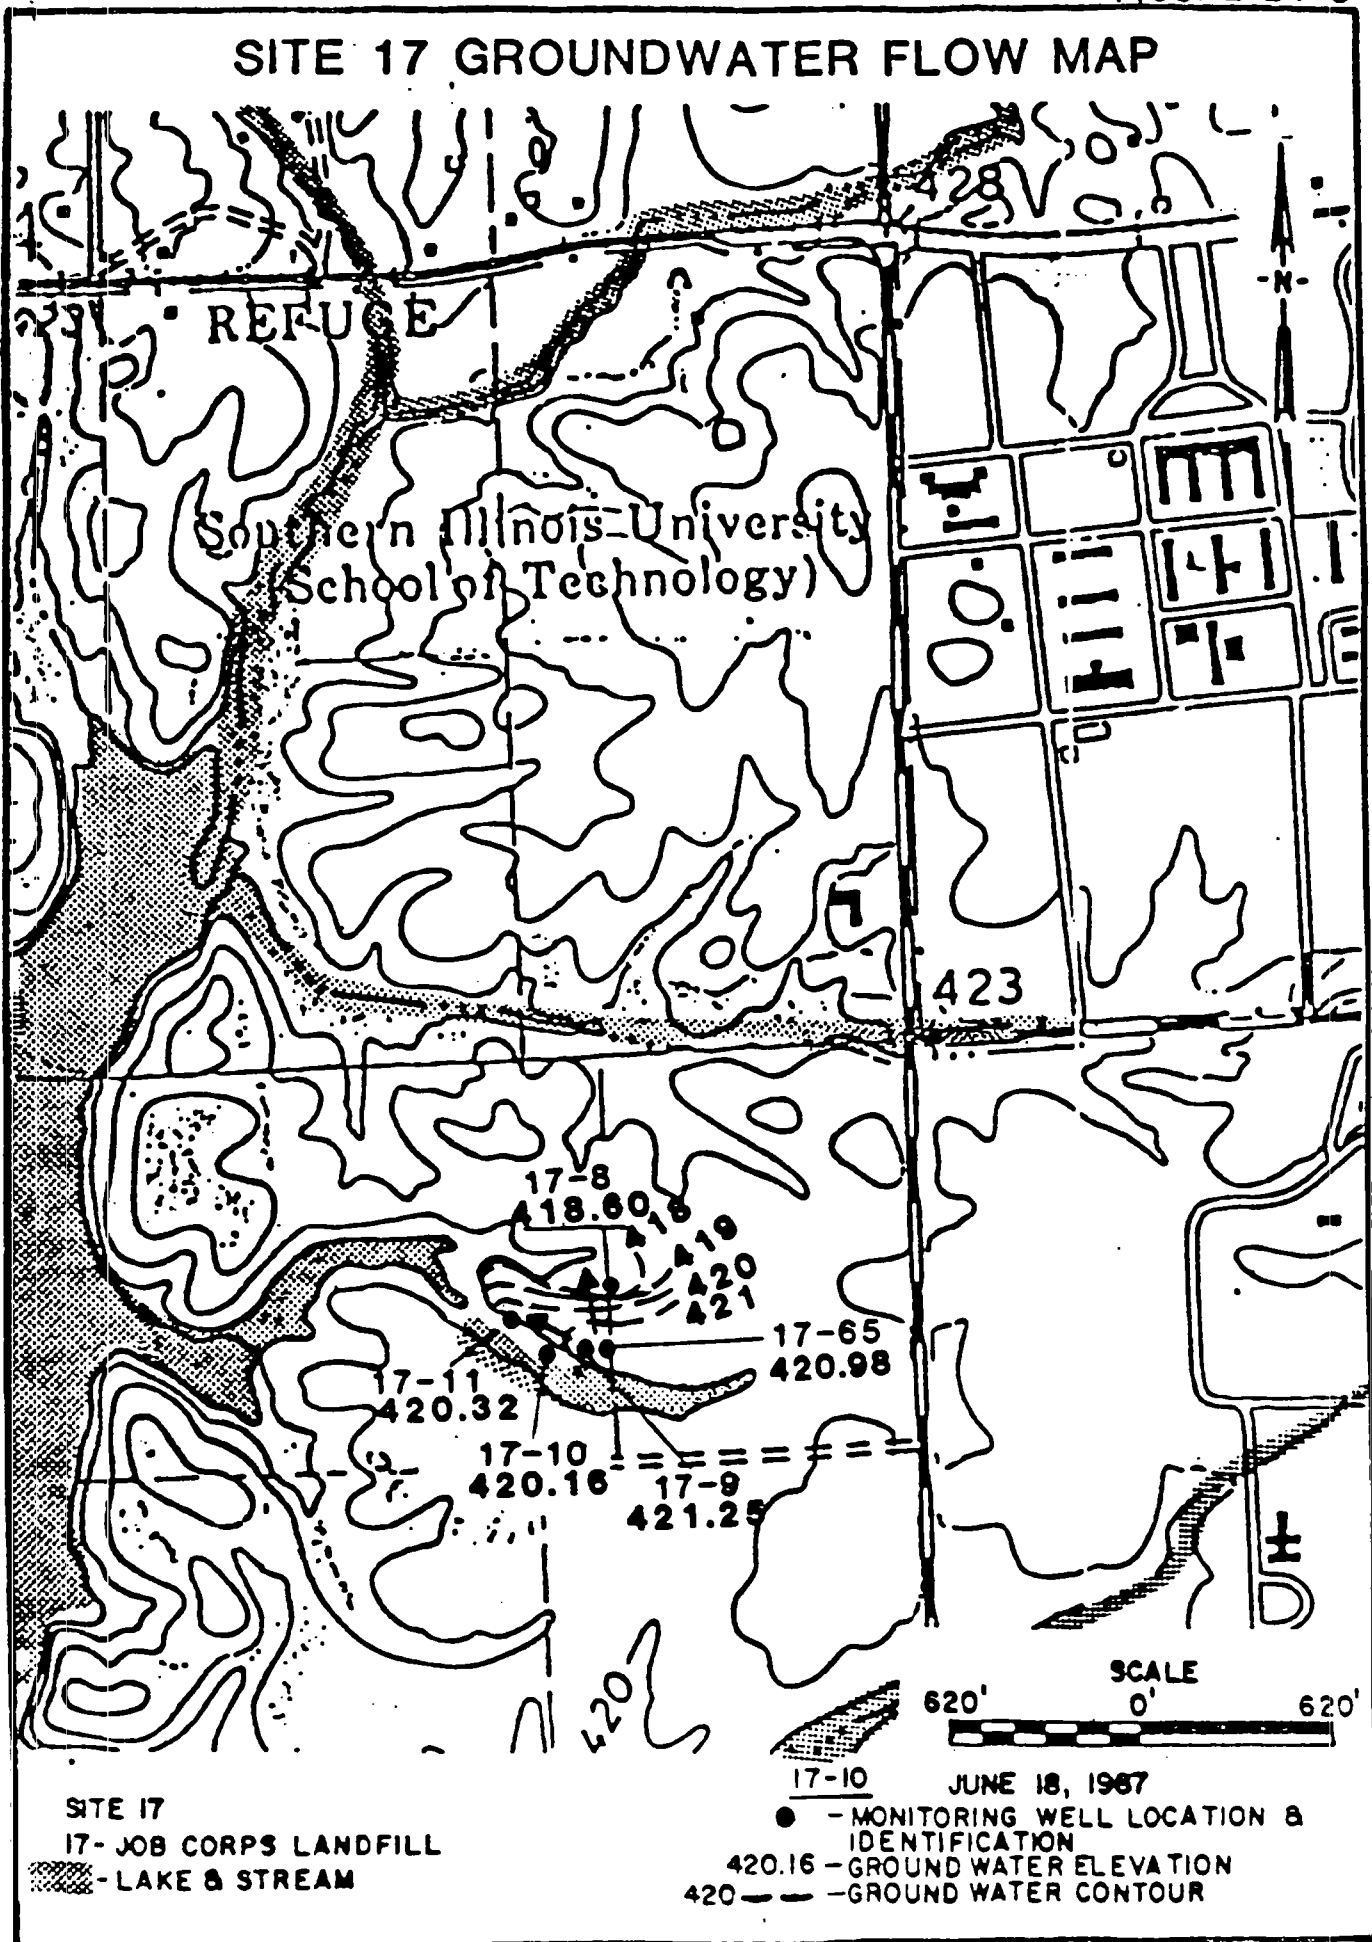 SITE 17 GROUNDWATER FLOW MAP
428
N
REFUGE
Southern Illinois University
School of Technology)
423
17-8
418.60
418
419
420
421
17-65
420.98
17-11
420.32
17-10
420.16
17-9
421.25
420
SCALE
620' 0' 620'
SITE 17
17- JOB CORPS LANDFILL
- LAKE & STREAM
17-10
JUNE 18, 1987
- MONITORING WELL LOCATION &
IDENTIFICATION
420.16 - GROUND WATER ELEVATION
420 - GROUND WATER CONTOUR